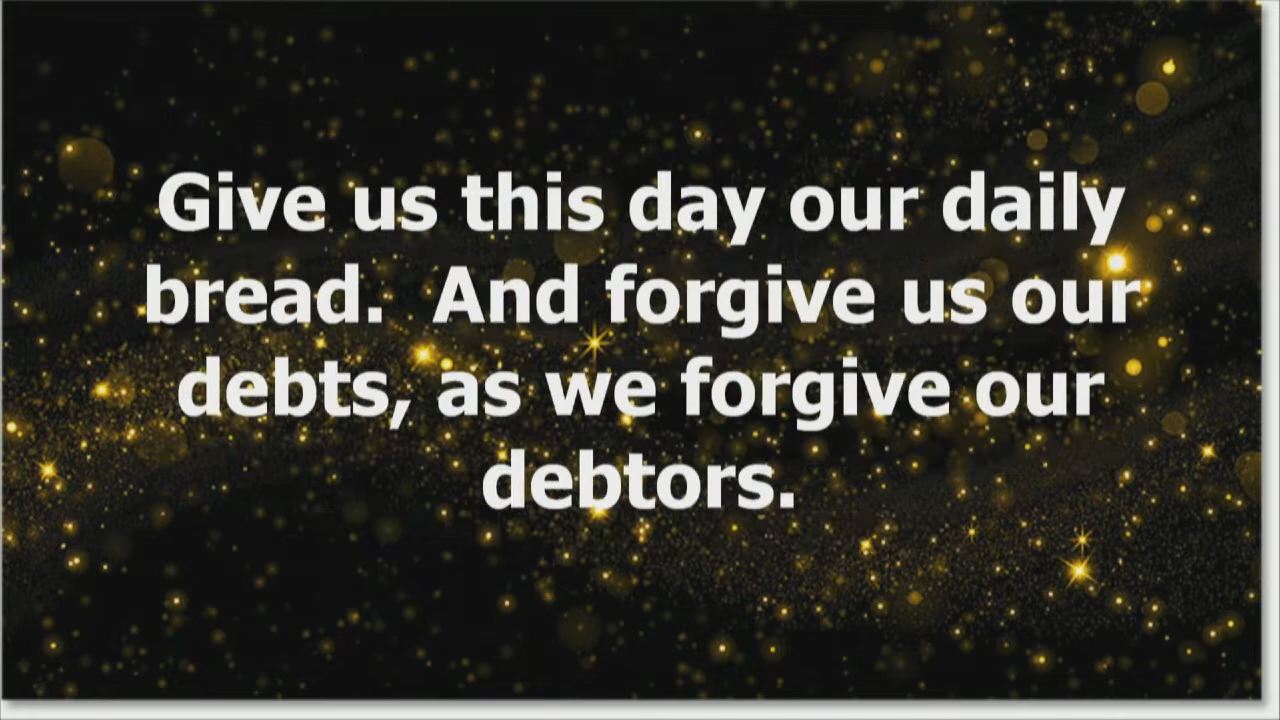 Give us this day our daily
bread.  And forgive us our
debts, as we forgive our
debtors.